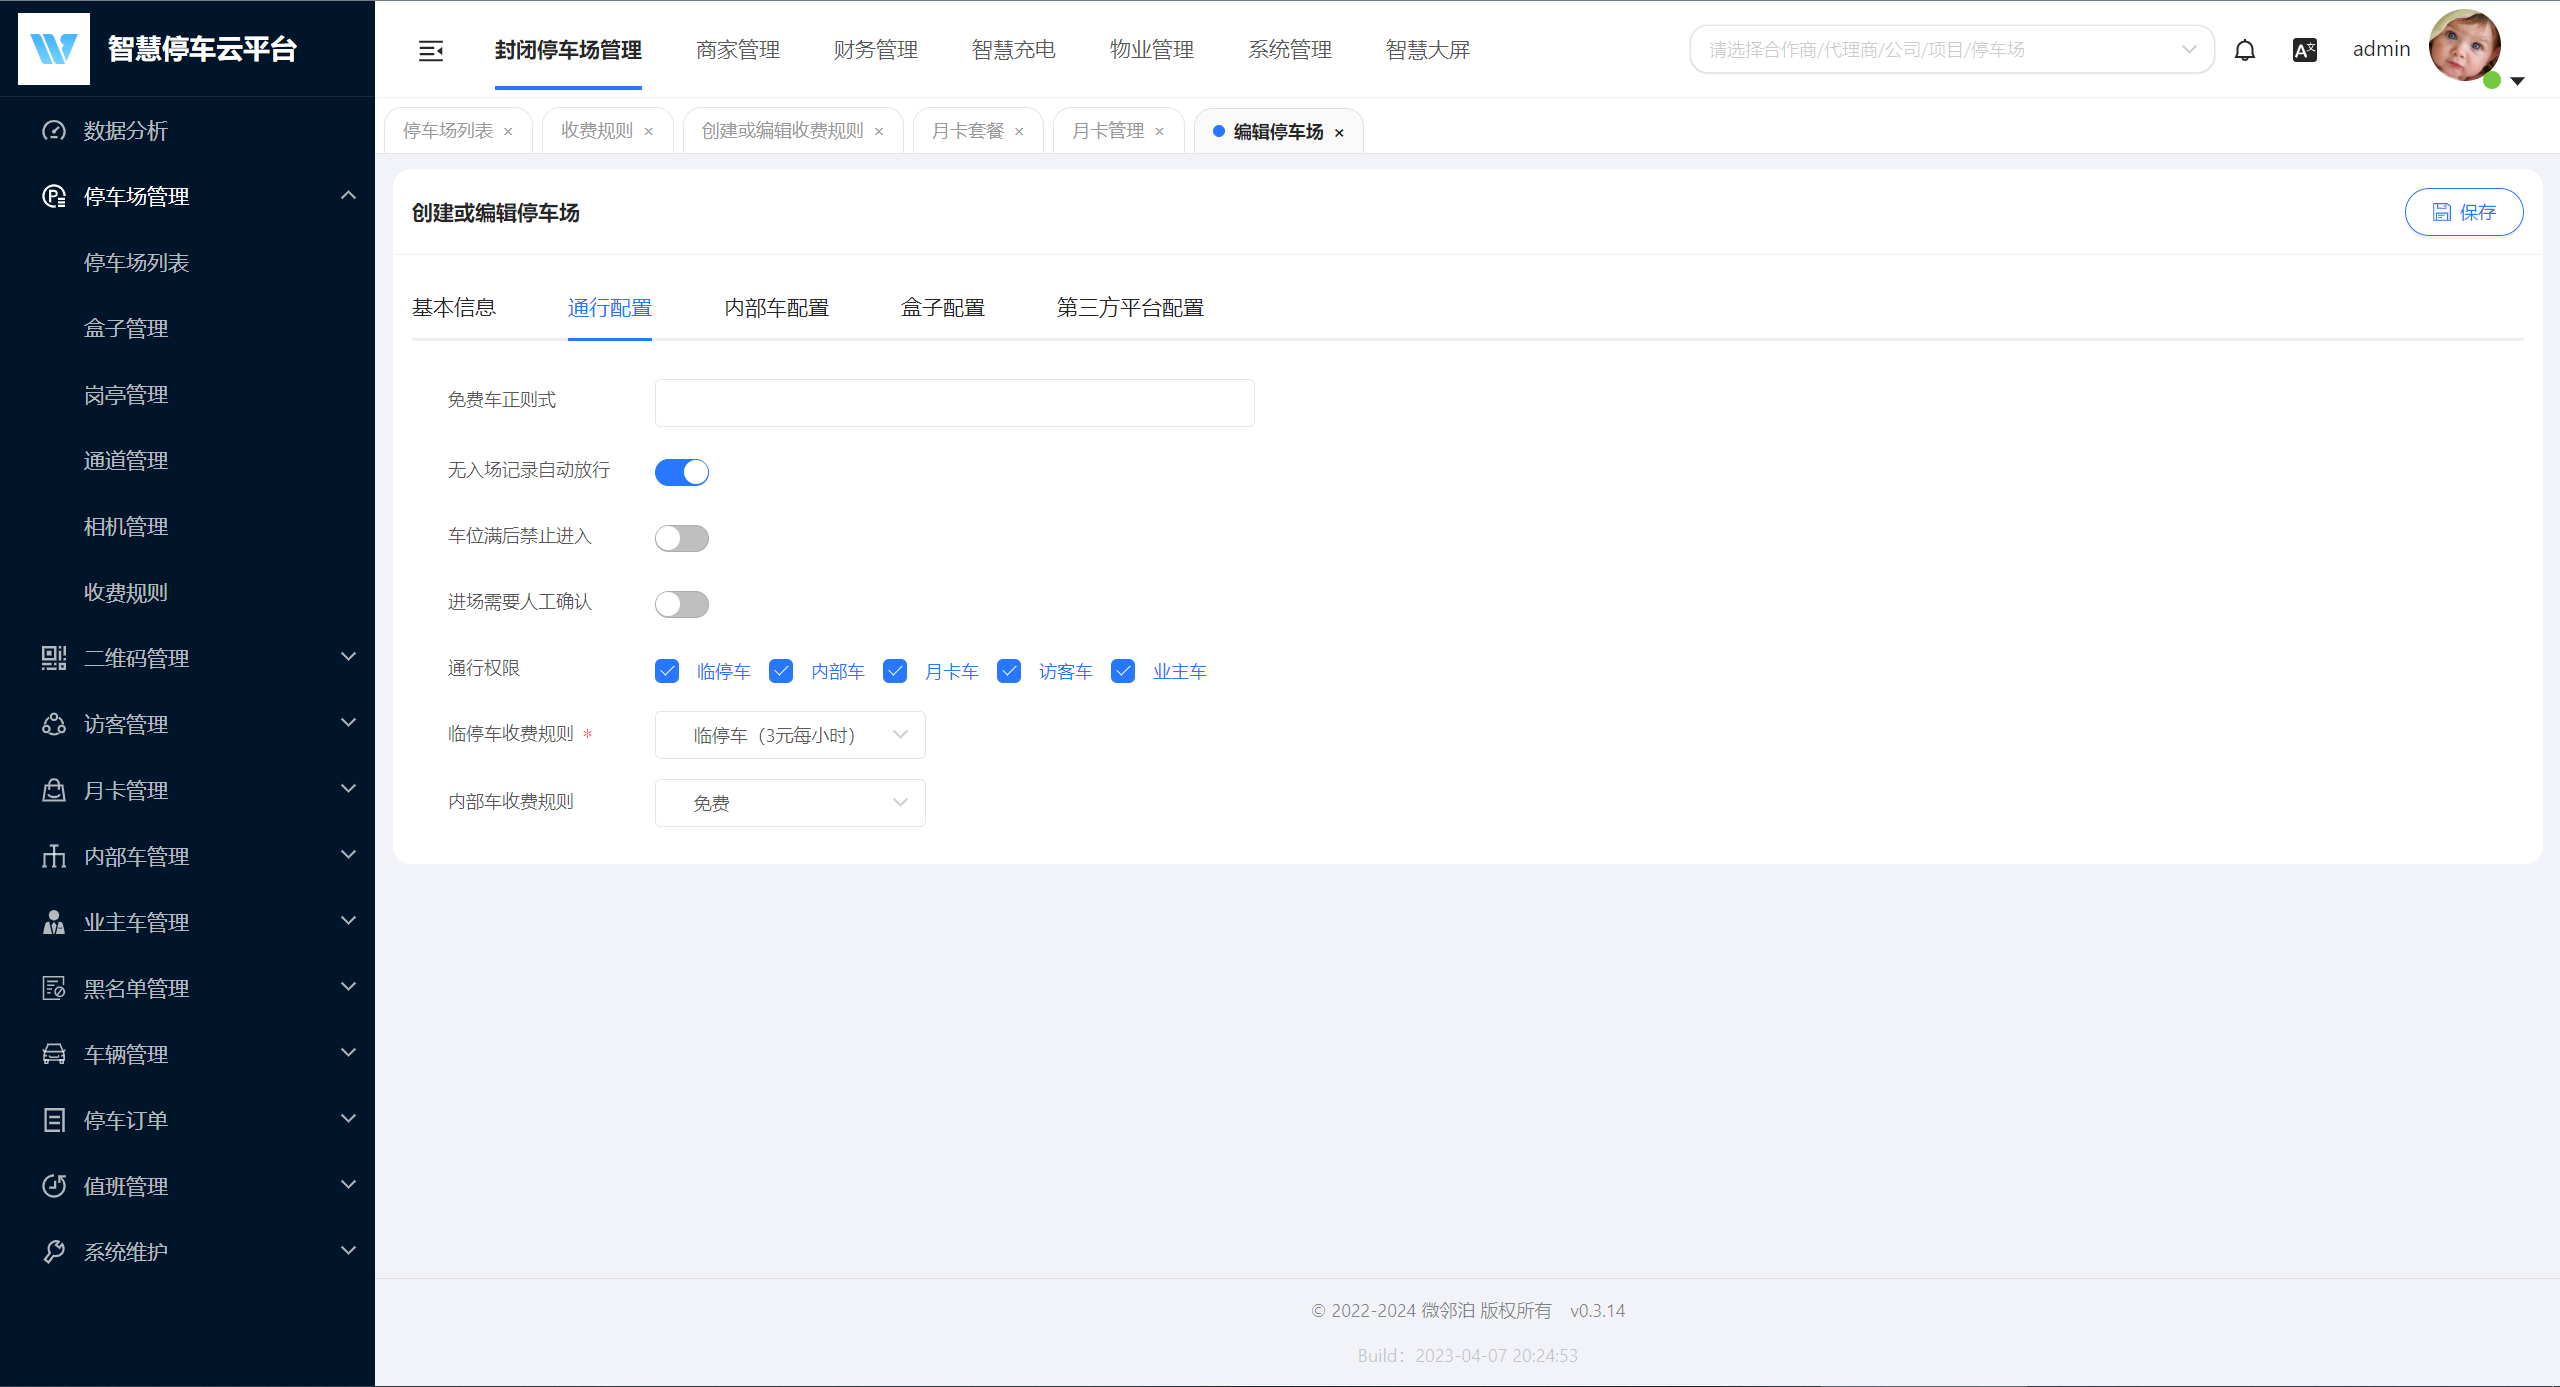 智慧停车云平台
封闭停车场管理 商家管理 财务管理 智慧充电 物业管理 系统管理 智慧大屏
请选择合作商/代理商/公司/项目/停车场
admin
停车场列表 × 收费规则 × 创建或编辑收费规则 × 月卡套餐 × 月卡管理 × 编辑停车场 ×
数据分析
停车场管理
停车场列表
盒子管理
岗亭管理
通道管理
相机管理
收费规则
二维码管理
访客管理
月卡管理
内部车管理
业主车管理
黑名单管理
车辆管理
停车订单
值班管理
系统维护
创建或编辑停车场
保存
基本信息 通行配置 内部车配置 盒子配置 第三方平台配置
免费车正则式
无入场记录自动放行
车位满后禁止进入
进场需要人工确认
通行权限 临停车 内部车 月卡车 访客车 业主车
临停车收费规则 * 临停车（3元每小时）
内部车收费规则 免费
© 2022-2024 微邻泊 版权所有 v0.3.14
Build：2023-04-07 20:24:53